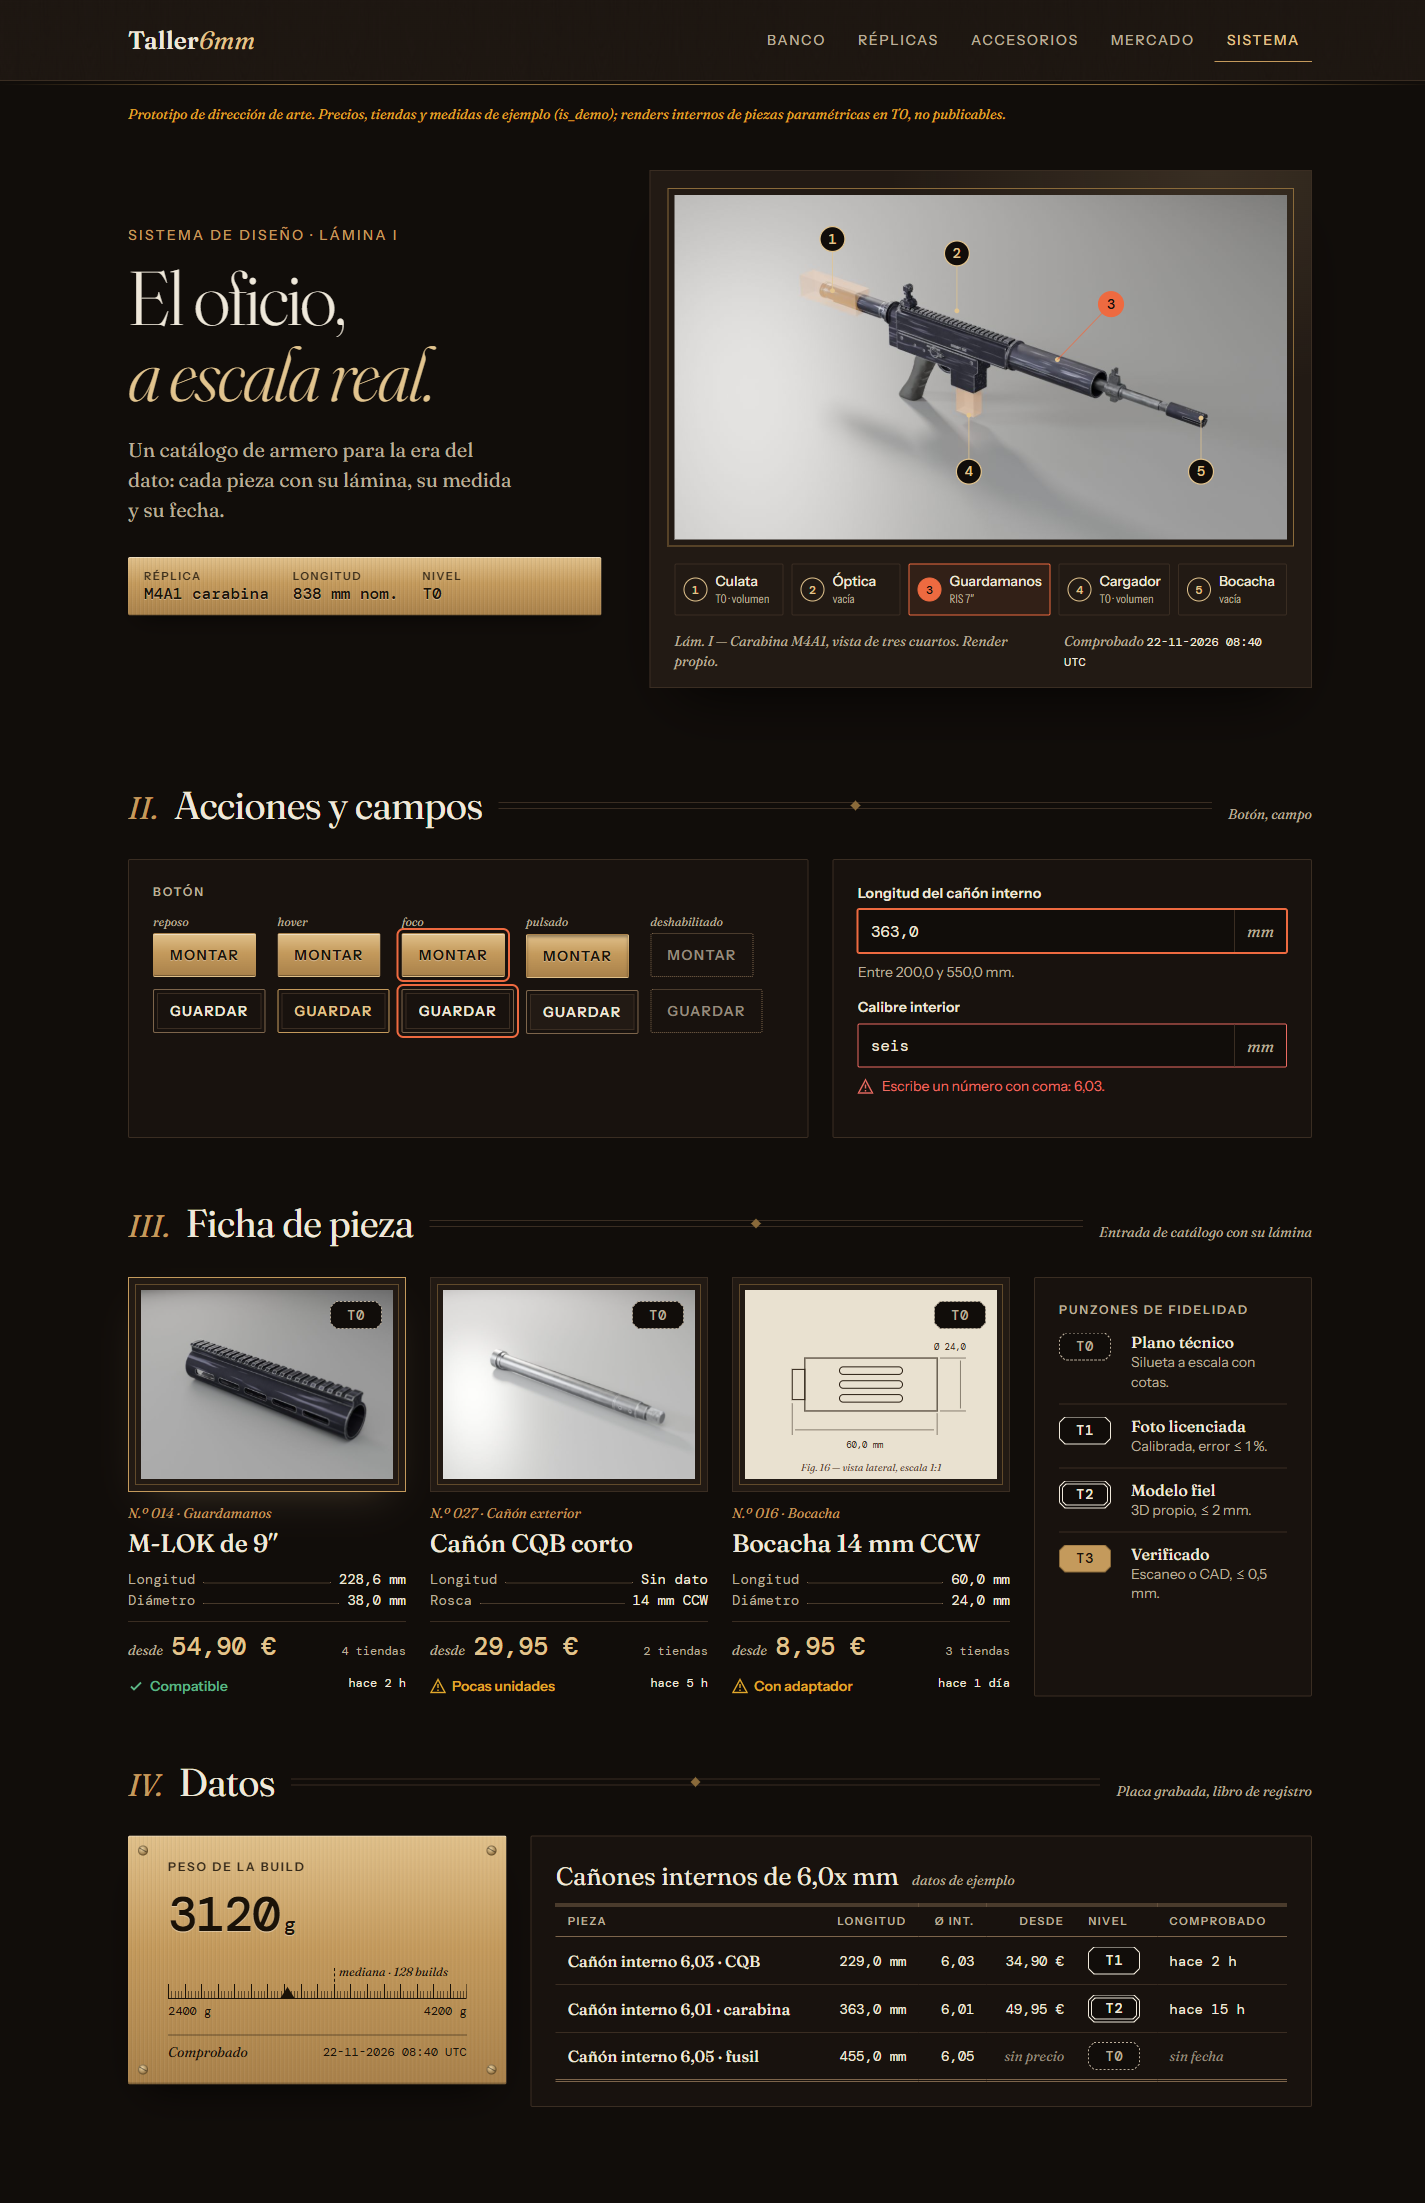 Taller6mm
BANCO RÉPLICAS ACCESORIOS MERCADO SISTEMA
Prototipo de dirección de arte. Precios, tiendas y medidas de ejemplo (is_demo); renders internos de piezas paramétricas en T0, no publicables.
SISTEMA DE DISEÑO · LÁMINA I
El oficio,
a escala real.
Un catálogo de armero para la era del
dato: cada pieza con su lámina, su medida
y su fecha.
RÉPLICA LONGITUD NIVEL
M4A1 carabina 838 mm nom. T0
1
2
3
4
5
1 Culata
T0·volumen
2 Óptica
vacía
3 Guardamanos
RIS 7"
4 Cargador
T0·volumen
5 Bocacha
vacía
Lám. I — Carabina M4A1, vista de tres cuartos. Render
propio.
Comprobado 22-11-2026 08:40
UTC
II. Acciones y campos
Botón, campo
BOTÓN
reposo hover foco pulsado deshabilitado
MONTAR MONTAR MONTAR MONTAR MONTAR
GUARDAR GUARDAR GUARDAR GUARDAR GUARDAR
Longitud del cañón interno
363,0 mm
Entre 200,0 y 550,0 mm.
Calibre interior
seis mm
Escribe un número con coma: 6,03.
III. Ficha de pieza
Entrada de catálogo con su lámina
T0
N.º 014 · Guardamanos
M-LOK de 9″
Longitud 228,6 mm
Diámetro 38,0 mm
desde 54,90 € 4 tiendas
Compatible hace 2 h
T0
N.º 027 · Cañón exterior
Cañón CQB corto
Longitud Sin dato
Rosca 14 mm CCW
desde 29,95 € 2 tiendas
Pocas unidades hace 5 h
T0
Ø 24,0
60,0 mm
Fig. 16 — vista lateral, escala 1:1
N.º 016 · Bocacha
Bocacha 14 mm CCW
Longitud 60,0 mm
Diámetro 24,0 mm
desde 8,95 € 3 tiendas
Con adaptador hace 1 día
PUNZONES DE FIDELIDAD
T0 Plano técnico
Silueta a escala con
cotas.
T1 Foto licenciada
Calibrada, error ≤ 1 %.
T2 Modelo fiel
3D propio, ≤ 2 mm.
T3 Verificado
Escaneo o CAD, ≤ 0,5
mm.
IV. Datos
Placa grabada, libro de registro
PESO DE LA BUILD
3120 g
mediana · 128 builds
2400 g 4200 g
Comprobado 22-11-2026 08:40 UTC
Cañones internos de 6,0x mm datos de ejemplo
PIEZA LONGITUD Ø INT. DESDE NIVEL COMPROBADO
Cañón interno 6,03 · CQB 229,0 mm 6,03 34,90 € T1 hace 2 h
Cañón interno 6,01 · carabina 363,0 mm 6,01 49,95 € T2 hace 15 h
Cañón interno 6,05 · fusil 455,0 mm 6,05 sin precio T0 sin fecha